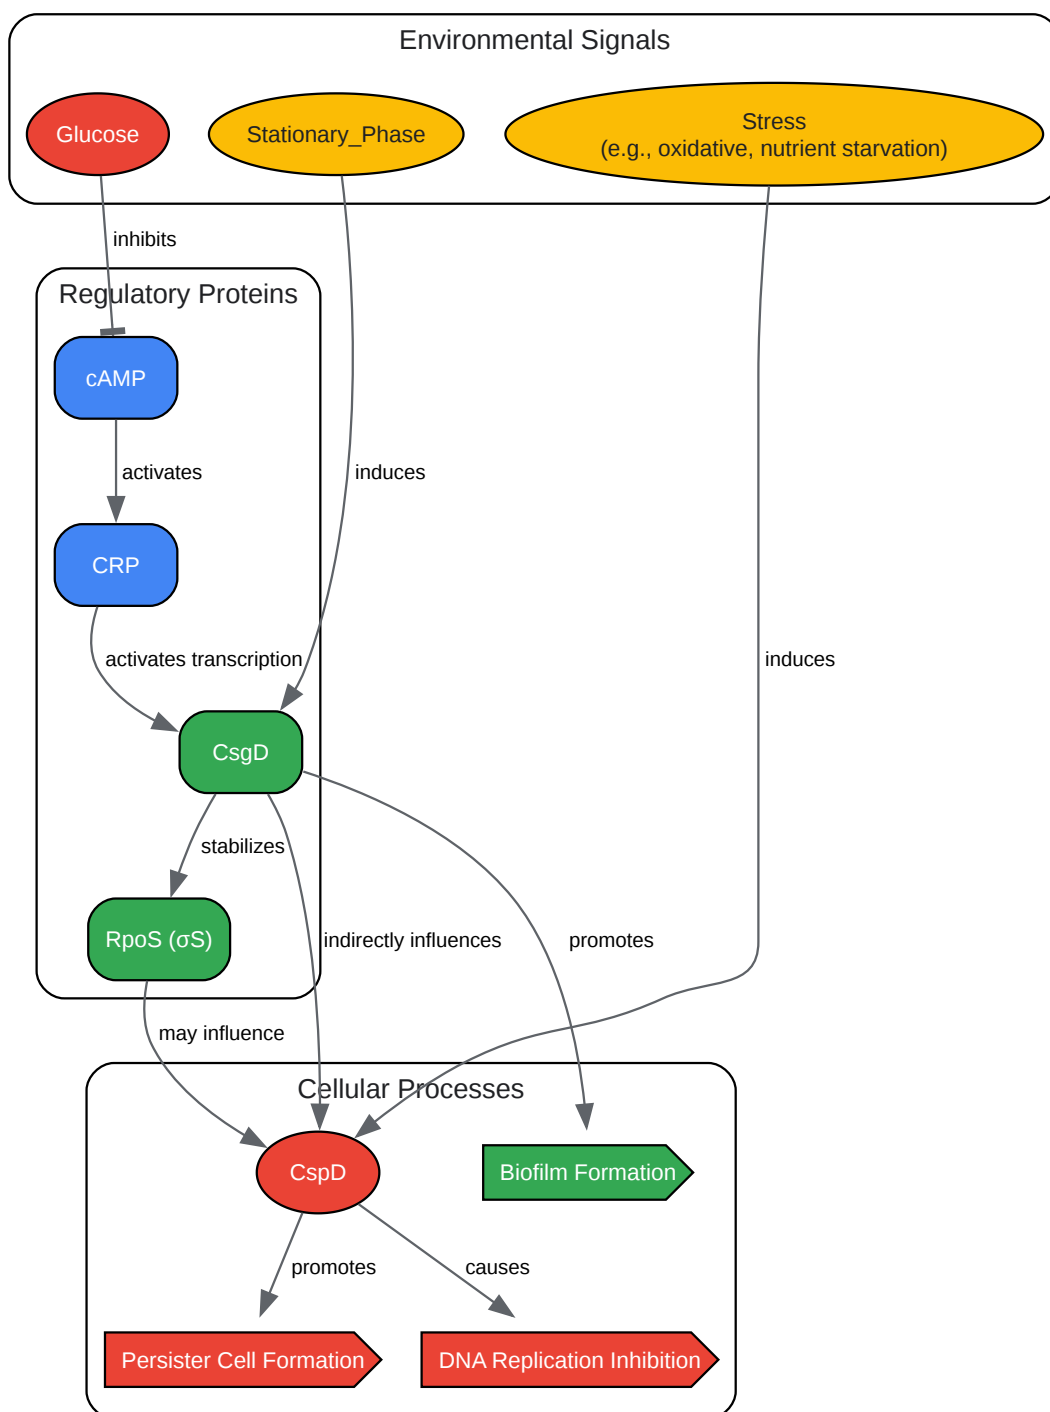 Environmental Signals
Glucose
Stationary_Phase
Stress
(e.g., oxidative, nutrient starvation)
inhibits
Regulatory Proteins
cAMP
activates
induces
CRP
activates transcription
induces
CsgD
stabilizes
RpoS (σS)
indirectly influences
promotes
may influence
Cellular Processes
CspD
Biofilm Formation
promotes
causes
Persister Cell Formation
DNA Replication Inhibition